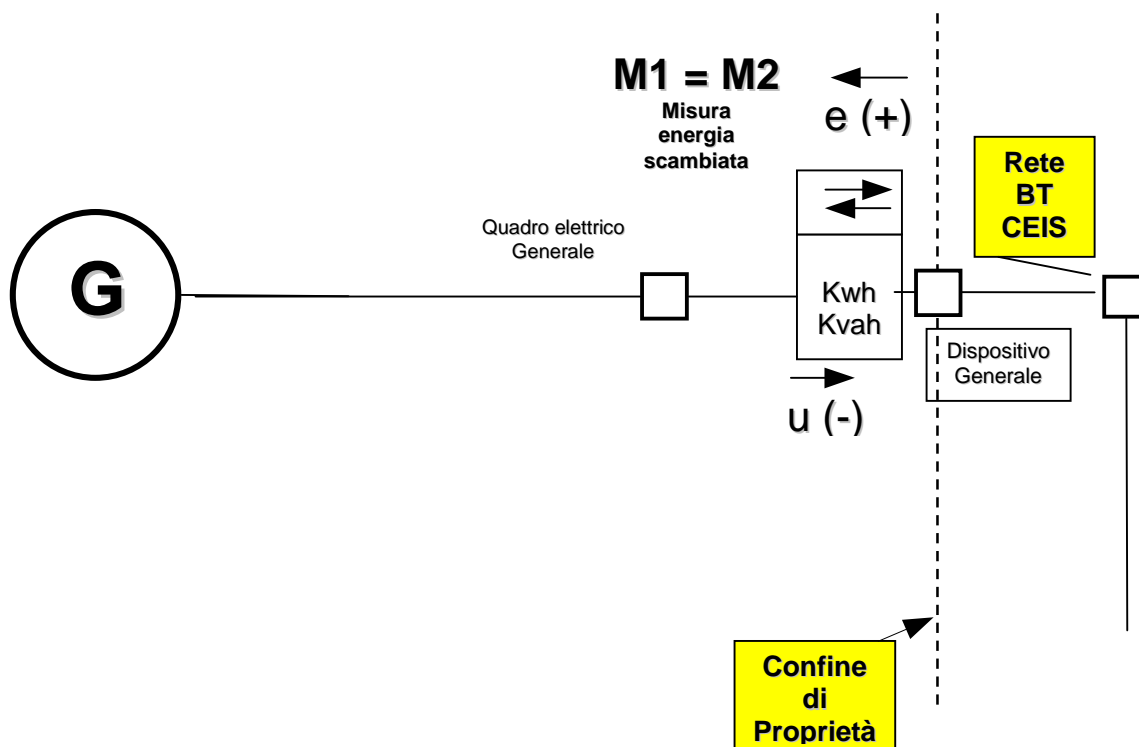 M1 = M2
Misura
energia
scambiata
e (+)
Rete
BT
CEIS
Quadro elettrico
Generale
G
Kwh
Kvah
Dispositivo
Generale
u (-)
Confine
di
Proprietà